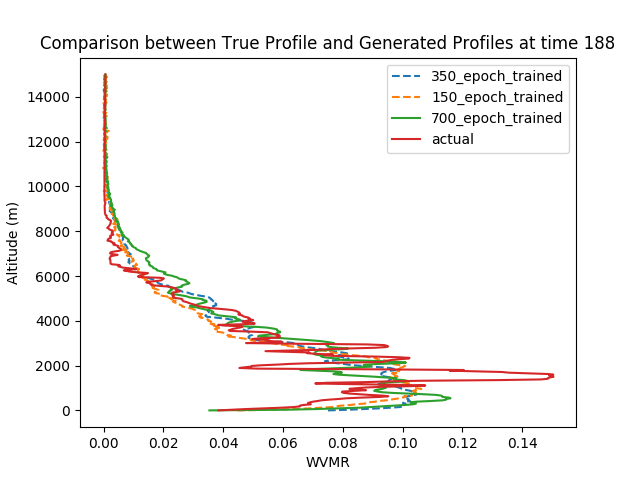 Comparison between True Profile and Generated Profiles at time 188
350_epoch_trained
150_epoch_trained
700_epoch_trained
actual
Altitude (m)
14000
12000
10000
8000
6000
4000
2000
0
0.00 0.02 0.04 0.06 0.08 0.10 0.12 0.14
WVMR